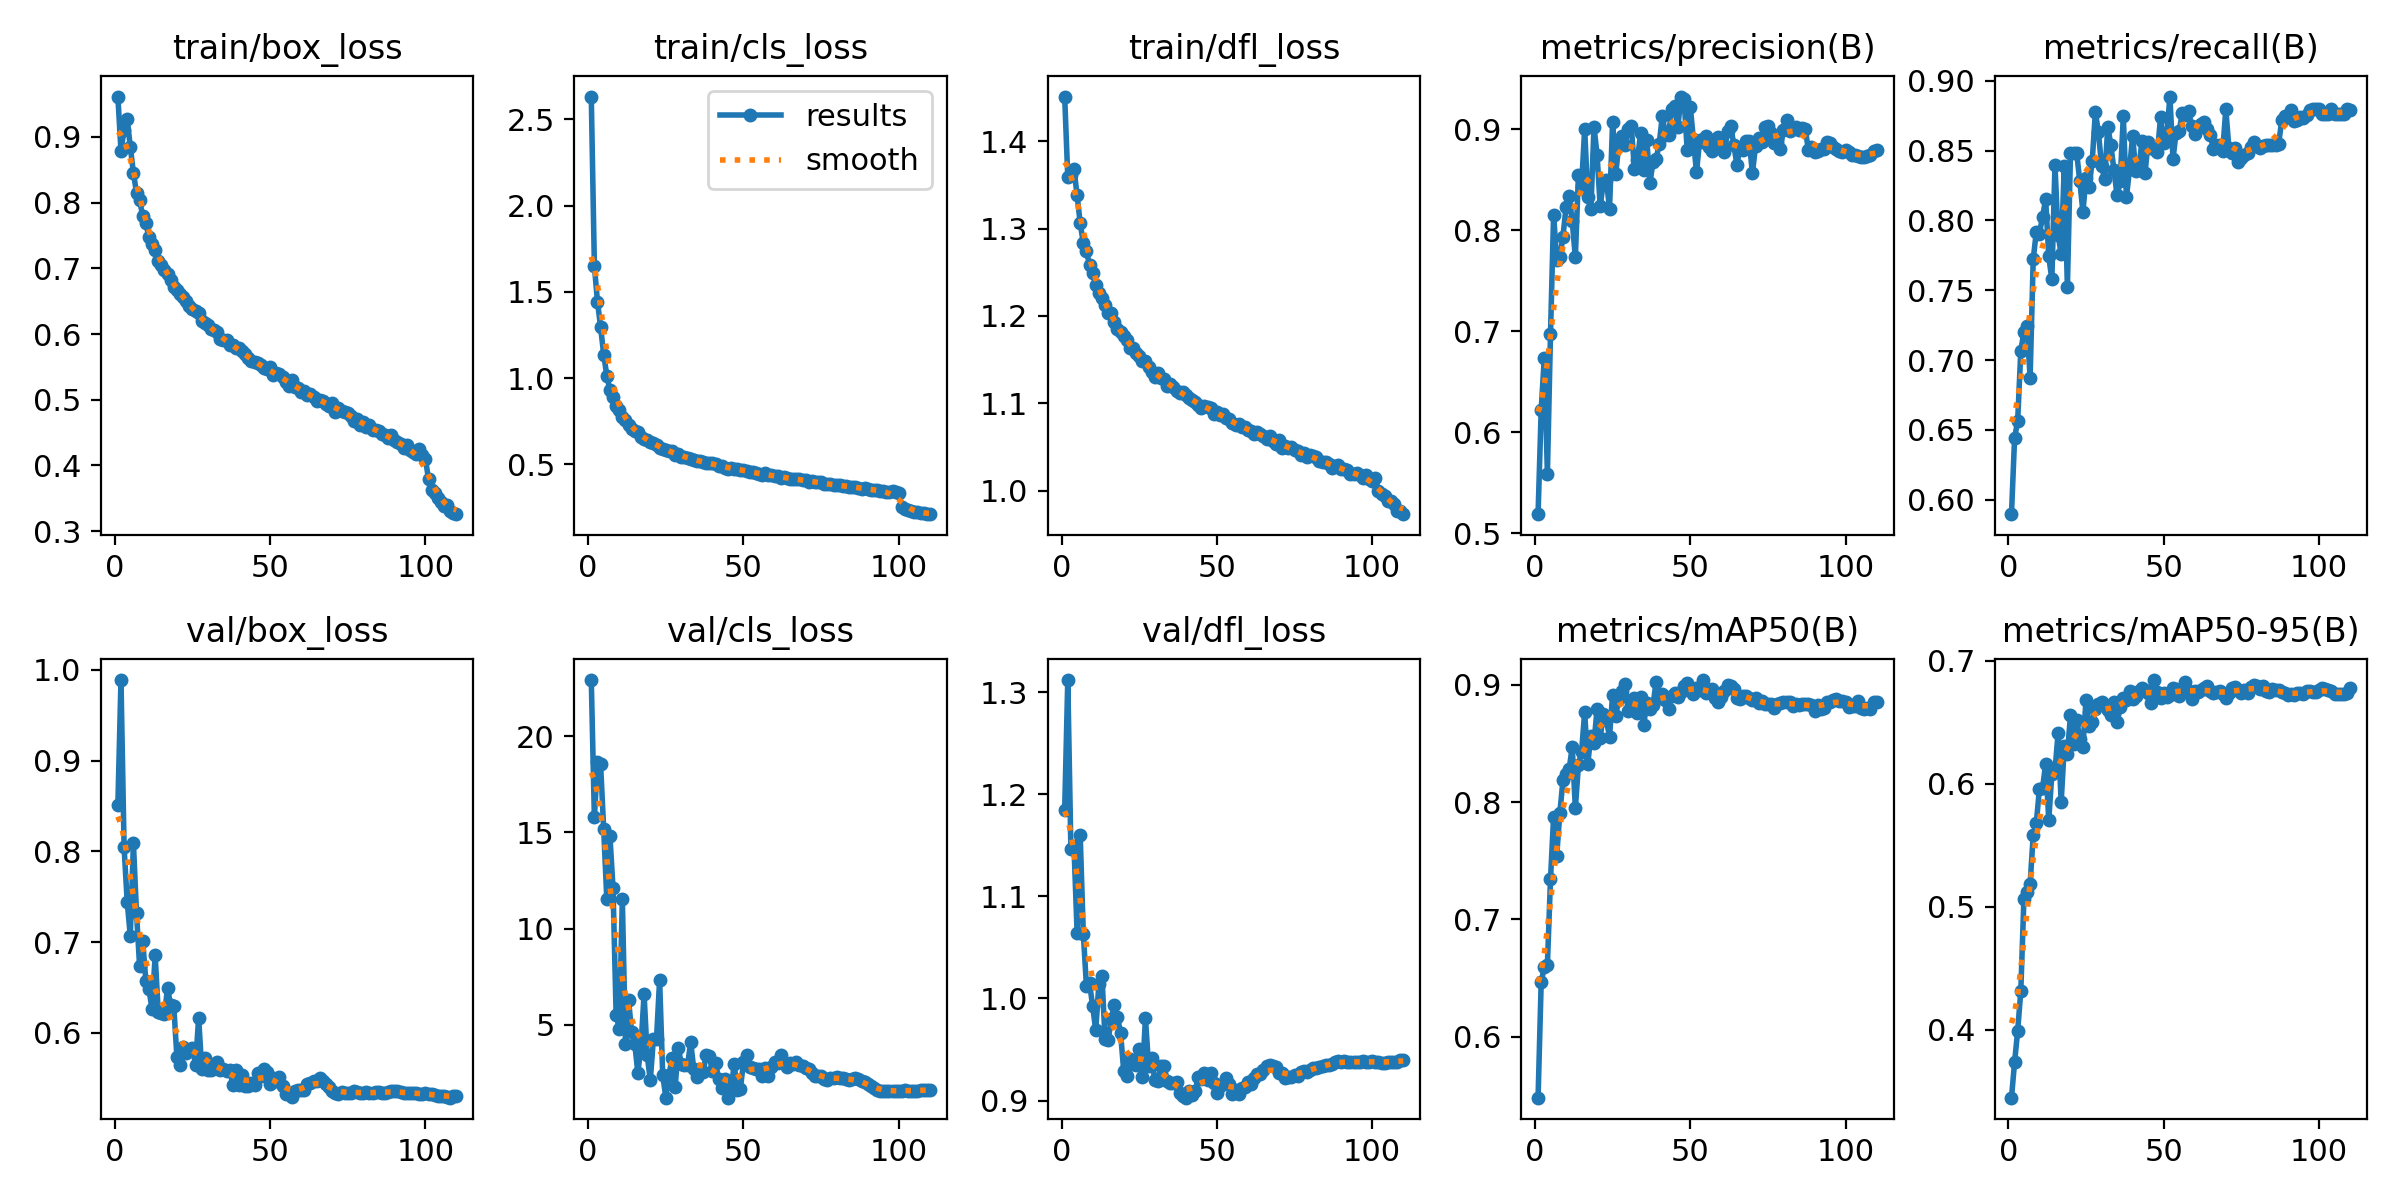 train/box_loss
train/cls_loss
train/dfl_loss
metrics/precision(B)
metrics/recall(B)
0.9
0.8
0.7
0.6
0.5
0.4
0.3
0 50 100
2.5
2.0
1.5
1.0
0.5
0 50 100
results
smooth
1.4
1.3
1.2
1.1
1.0
0 50 100
0.9
0.8
0.7
0.6
0.5
0 50 100
0.90
0.85
0.80
0.75
0.70
0.65
0.60
0 50 100
val/box_loss
val/cls_loss
val/dfl_loss
metrics/mAP50(B)
metrics/mAP50-95(B)
1.0
0.9
0.8
0.7
0.6
0 50 100
20
15
10
5
0 50 100
1.3
1.2
1.1
1.0
0.9
0 50 100
0.9
0.8
0.7
0.6
0 50 100
0.7
0.6
0.5
0.4
0 50 100